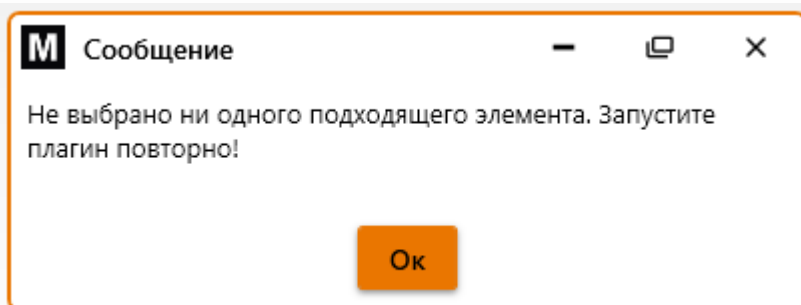 M Сообщение
Не выбрано ни одного подходящего элемента. Запустите
плагин повторно!
Ок